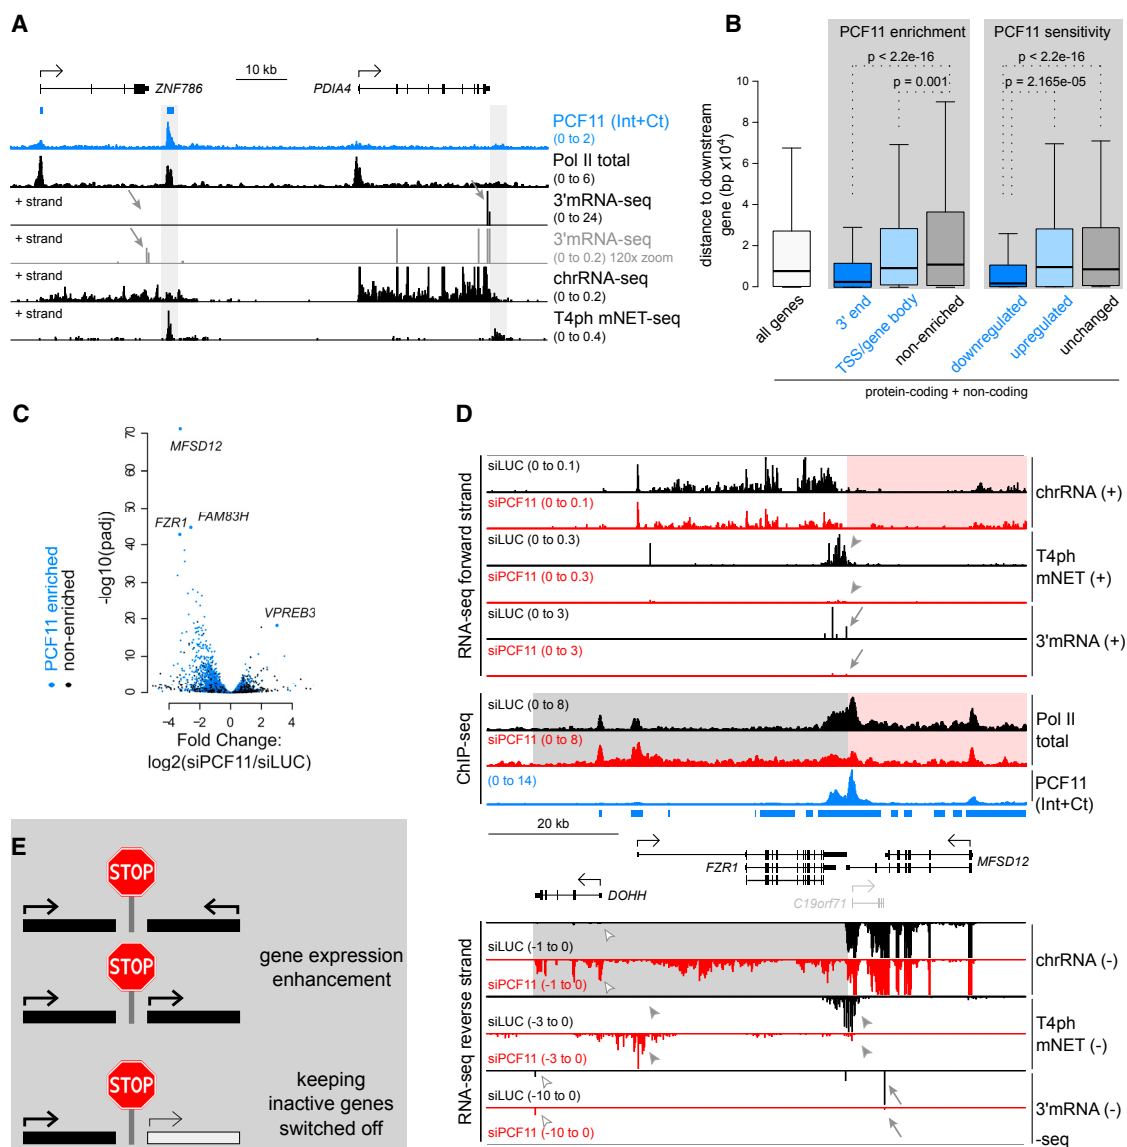 A
10 kb
ZNF786
PDIA4
PCF11 (Int+Ct)
(0 to 2)
Pol II total
(0 to 6)
+ strand
3'mRNA-seq
(0 to 24)
+ strand
3'mRNA-seq
(0 to 0.2) 120x zoom
+ strand
chrRNA-seq
(0 to 0.2)
+ strand
T4ph mNET-seq
(0 to 0.4)
B
PCF11 enrichment
PCF11 sensitivity
p < 2.2e-16
p < 2.2e-16
p = 0.001
p = 2.165e-05
distance to downstream
gene (bp x10⁴)
10
8
6
4
2
0
all genes
3' end
TSS/gene body
non-enriched
downregulated
upregulated
unchanged
protein-coding + non-coding
C
PCF11 enriched
non-enriched
-log10(padj)
70
60
50
40
30
20
10
0
MFSD12
FZR1
FAM83H
VPREB3
−4
−2
0
2
4
Fold Change:
log2(siPCF11/siLUC)
D
RNA-seq forward strand
siLUC (0 to 0.1)
siPCF11 (0 to 0.1)
chrRNA (+)
siLUC (0 to 0.3)
siPCF11 (0 to 0.3)
T4ph
mNET (+)
siLUC (0 to 3)
siPCF11 (0 to 3)
3'mRNA (+)
ChIP-seq
siLUC (0 to 8)
siPCF11 (0 to 8)
Pol II
total
(0 to 14)
PCF11
(Int+Ct)
20 kb
FZR1
MFSD12
DOHH
C19orf71
RNA-seq reverse strand
siLUC (-1 to 0)
siPCF11 (-1 to 0)
chrRNA (-)
siLUC (-3 to 0)
siPCF11 (-3 to 0)
T4ph
mNET (-)
siLUC (-10 to 0)
siPCF11 (-10 to 0)
3'mRNA (-)
-seq
E
STOP
STOP
gene expression
enhancement
STOP
keeping
inactive genes
switched off